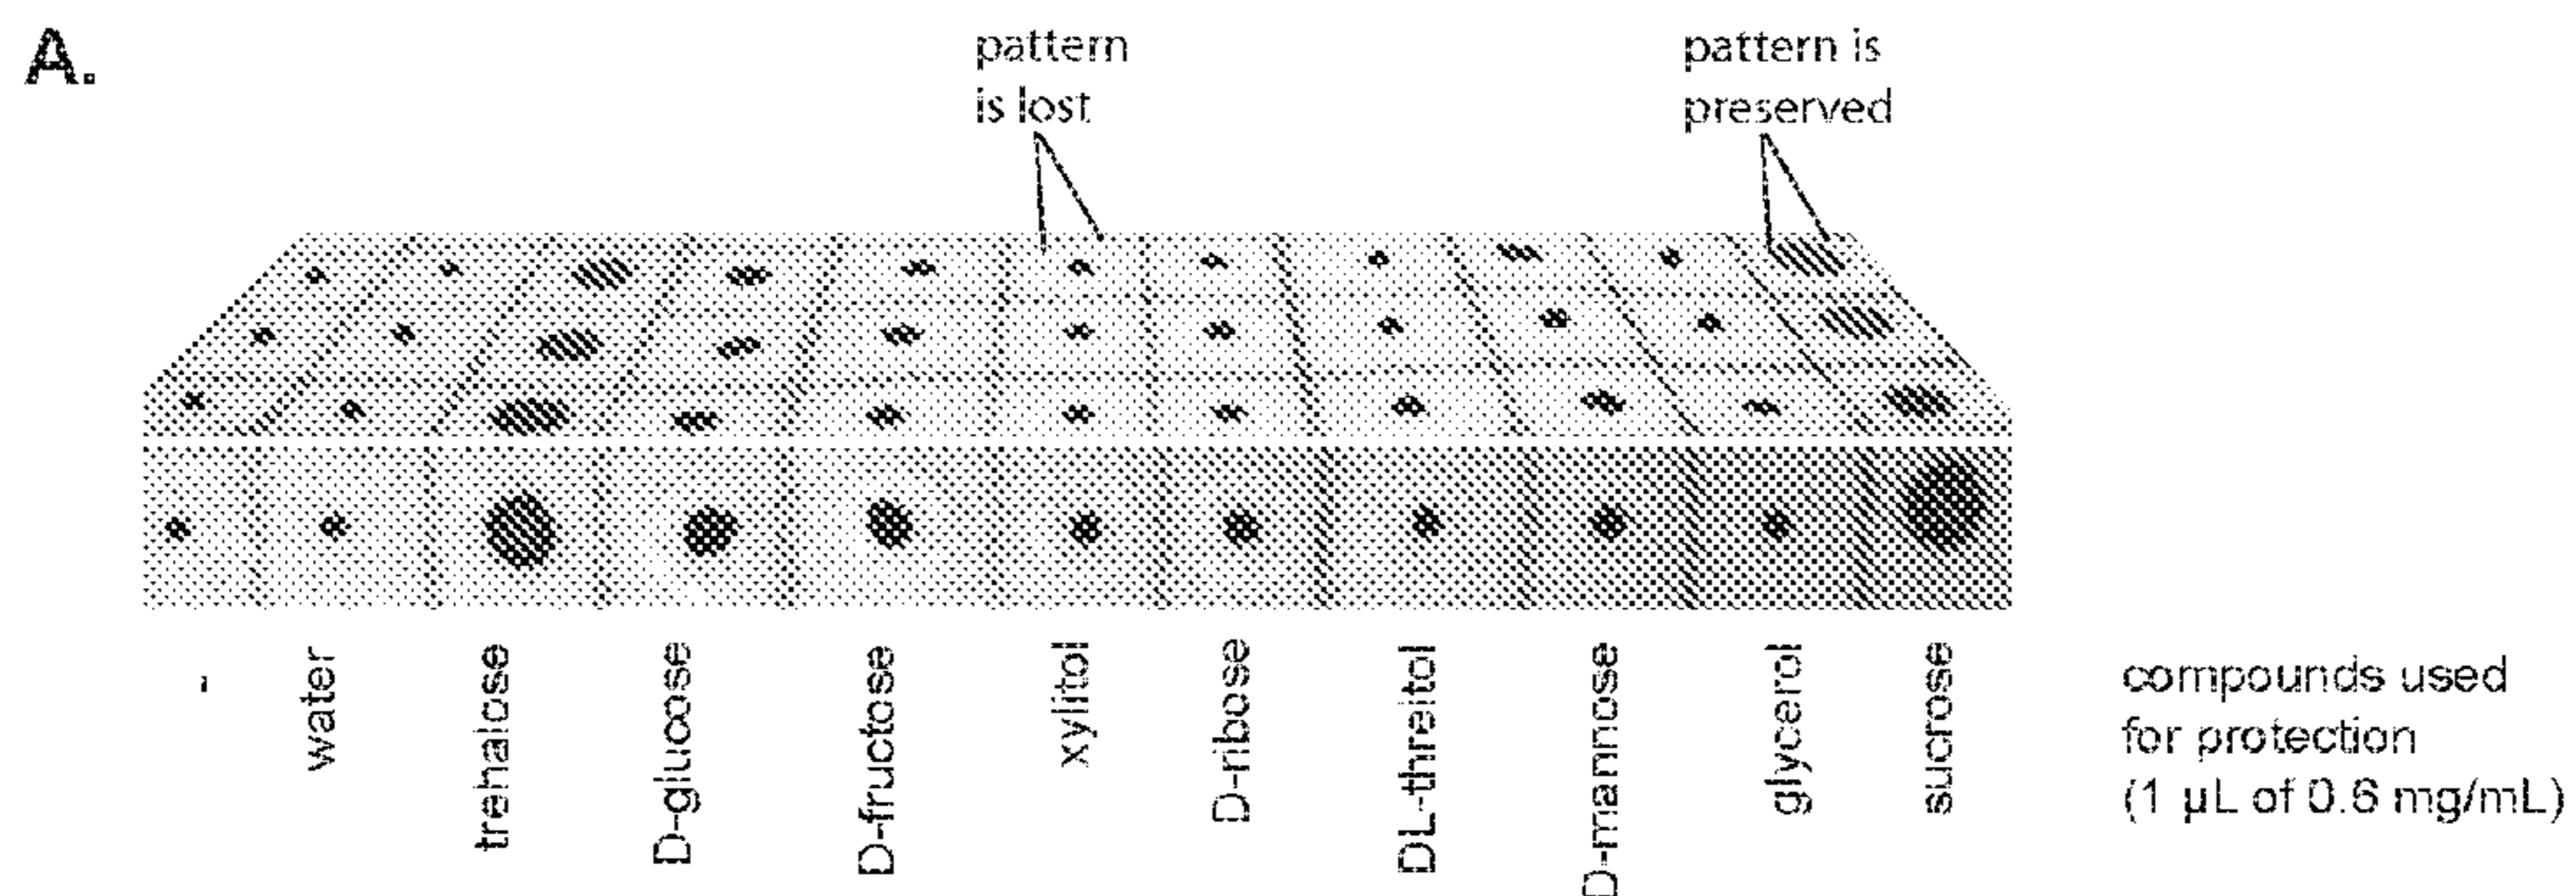 A.
pattern
is lost
pattern is
preserved
-
water
trehalose
D-glucose
D-fructose
xylitol
D-ribose
DL-threitol
D-mannose
glycerol
sucrose
compounds used
for protection
(1 µL of 0.6 mg/mL)